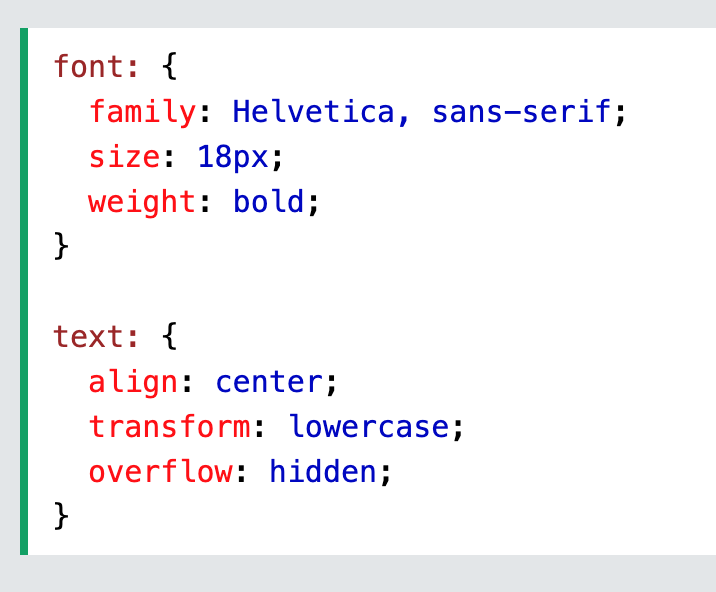 font: {
  family: Helvetica, sans-serif;
  size: 18px;
  weight: bold;
}

text: {
  align: center;
  transform: lowercase;
  overflow: hidden;
}